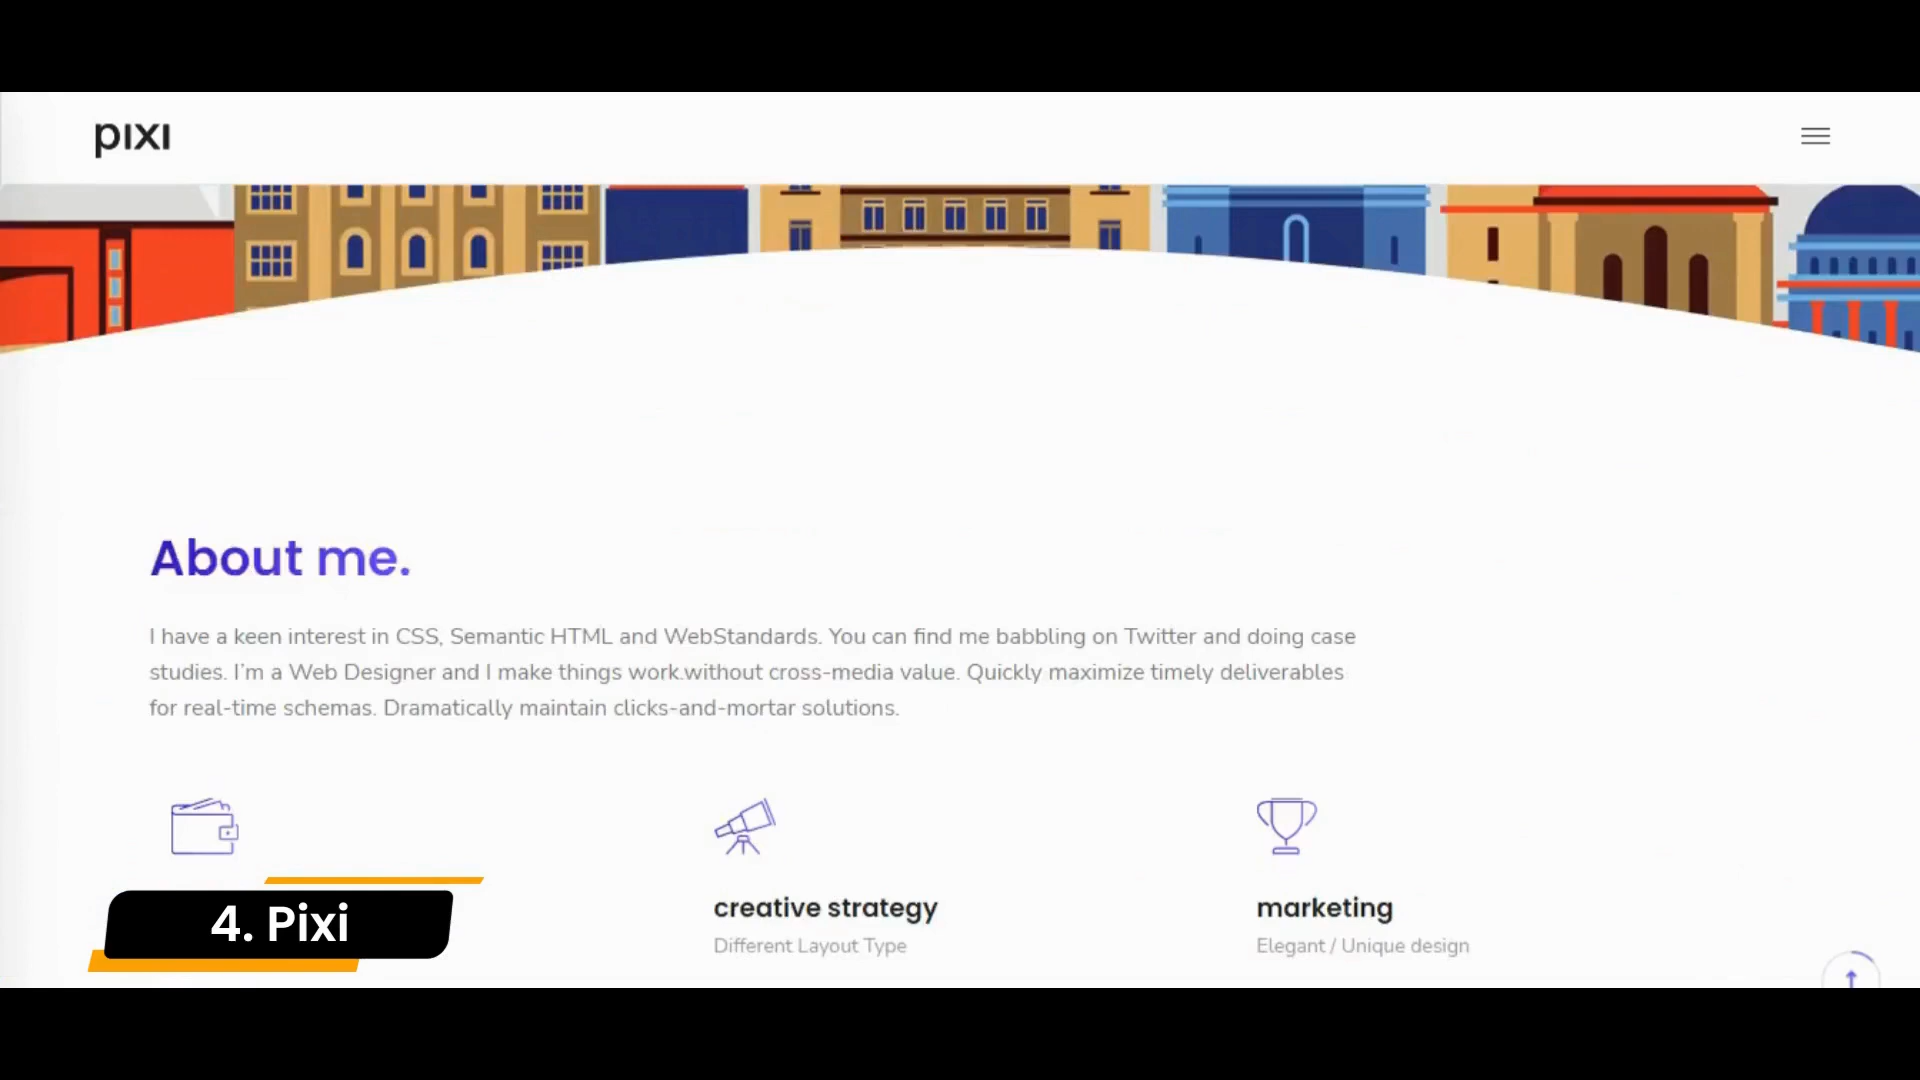 pixi
About me.
I have a keen interest in CSS, Semantic HTML and WebStandards. You can find me babbling on Twitter and doing case
studies. I'm a Web Designer and I make things work.without cross-media value. Quickly maximize timely deliverables
for real-time schemas. Dramatically maintain clicks-and-mortar solutions.
creative strategy
Different Layout Type
marketing
Elegant / Unique design
4. Pixi